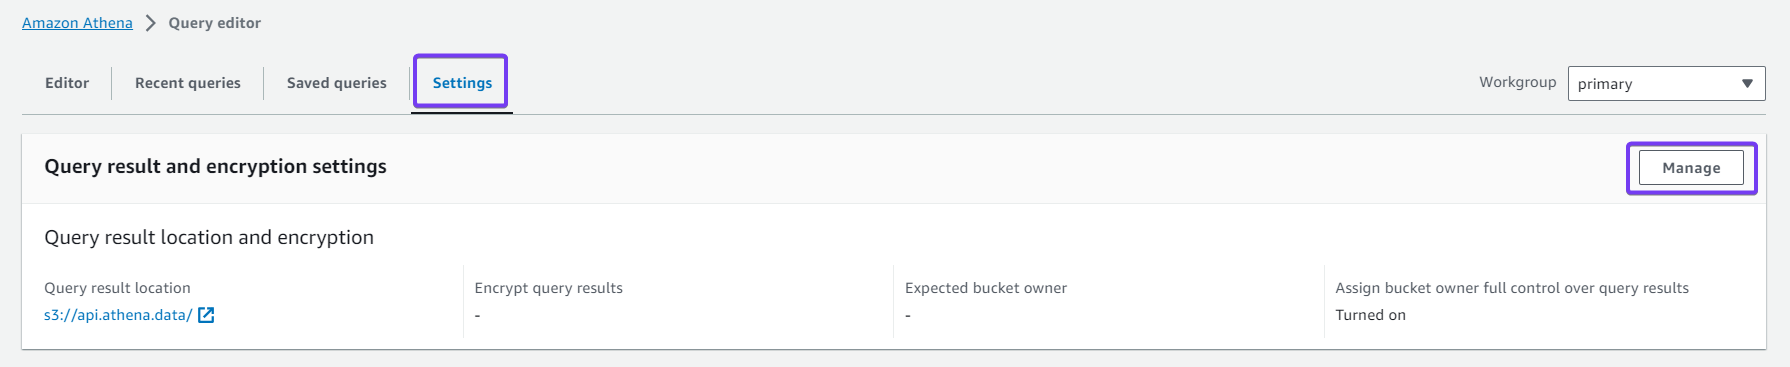 Amazon Athena > Query editor
Editor Recent queries Saved queries Settings Workgroup primary
Query result and encryption settings Manage
Query result location and encryption
Query result location Encrypt query results Expected bucket owner Assign bucket owner full control over query results
s3://api.athena.data/ - - Turned on